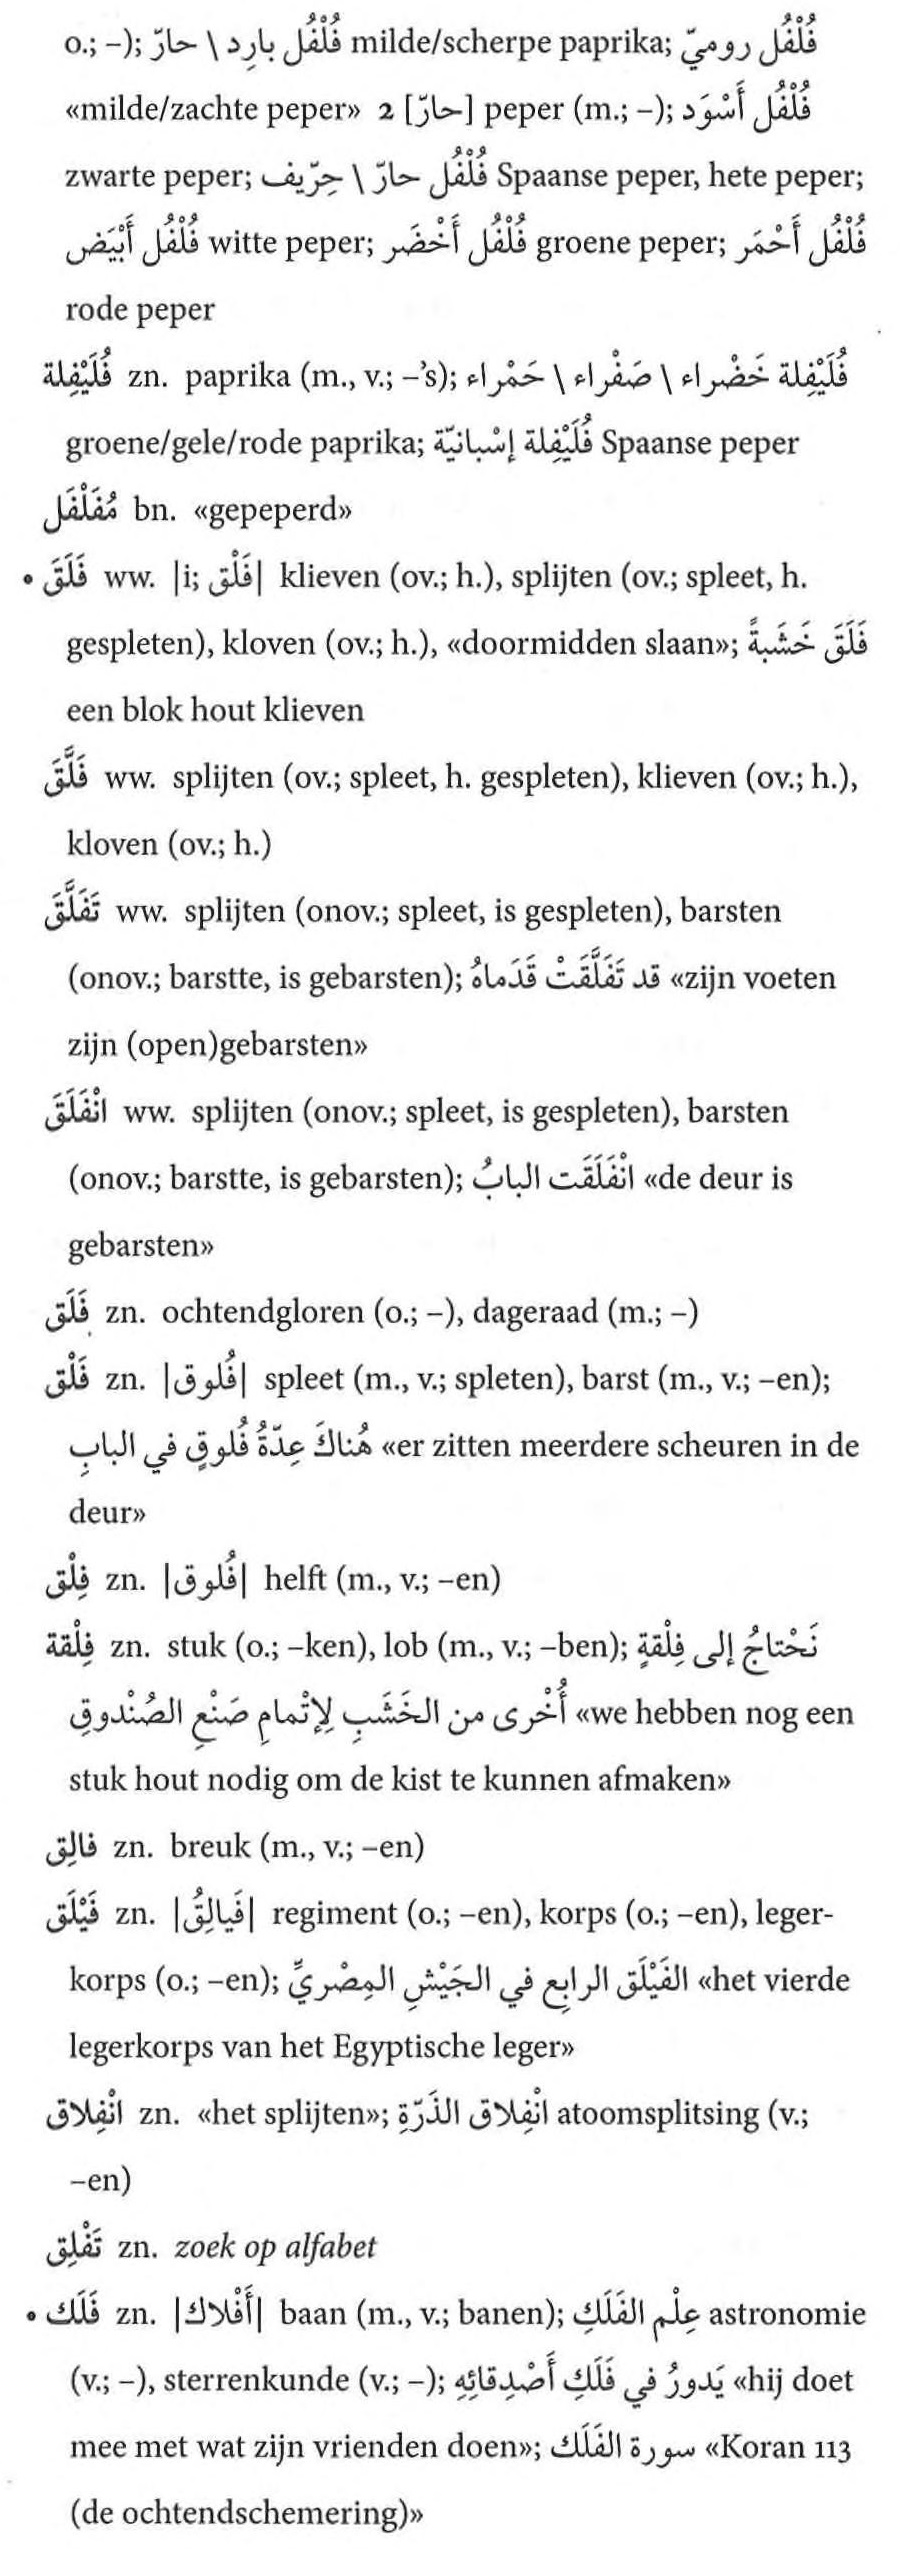 o.; –); فُلْفُل بارِد \ حارّ milde/scherpe paprika; فُلْفُل روميّ
«milde/zachte peper» 2 [حارّ] peper (m.; –); فُلْفُل أَسْوَد
zwarte peper; فُلْفُل حارّ \ حِرّيف Spaanse peper, hete peper;
فُلْفُل أَبْيَض witte peper; فُلْفُل أَخْضَر groene peper; فُلْفُل أَحْمَر
rode peper
فُلَيْفِلة zn. paprika (m., v.; –’s); فُلَيْفِلة خَضْراء \ صَفْراء \ حَمْراء
groene/gele/rode paprika; فُلَيْفِلة إسْبانيّة Spaanse peper
مُفَلْفَل bn. «gepeperd»
• فَلَقَ ww. |i; فَلْق| klieven (ov.; h.), splijten (ov.; spleet, h.
gespleten), kloven (ov.; h.), «doormidden slaan»; فَلَقَ خَشَبةً
een blok hout klieven
فَلَّقَ ww. splijten (ov.; spleet, h. gespleten), klieven (ov.; h.),
kloven (ov.; h.)
تَفَلَّقَ ww. splijten (onov.; spleet, is gespleten), barsten
(onov.; barstte, is gebarsten); قد تَفَلَّقَتْ قَدَماهُ «zijn voeten
zijn (open)gebarsten»
انْفَلَقَ ww. splijten (onov.; spleet, is gespleten), barsten
(onov.; barstte, is gebarsten); انْفَلَقَت البابُ «de deur is
gebarsten»
فَلَق zn. ochtendgloren (o.; –), dageraad (m.; –)
فَلْق zn. |فُلوق| spleet (m., v.; spleten), barst (m., v.; –en);
هُناكَ عِدّةُ فُلوقٍ في البابِ «er zitten meerdere scheuren in de
deur»
فِلْق zn. |فُلوق| helft (m., v.; –en)
فِلْقة zn. stuk (o.; –ken), lob (m., v.; –ben); نَحْتاجُ إلى فِلْقةٍ
أُخْرى من الخَشَبِ لِإتْمامِ صَنْعِ الصُنْدوقِ «we hebben nog een
stuk hout nodig om de kist te kunnen afmaken»
فالِق zn. breuk (m., v.; –en)
فَيْلَق zn. |فَيالِقُ| regiment (o.; –en), korps (o.; –en), leger-
korps (o.; –en); الفَيْلَق الرابِع في الجَيْشِ المِصْريِّ «het vierde
legerkorps van het Egyptische leger»
انْفِلاق zn. «het splijten»; انْفِلاق الذَرّةِ atoomsplitsing (v.;
–en)
تَفْلِق zn. zoek op alfabet
• فَلَك zn. |أَفْلاك| baan (m., v.; banen); عِلْم الفَلَكِ astronomie
(v.; –), sterrenkunde (v.; –); يَدورُ في فَلَكِ أَصْدِقائِهِ «hij doet
mee met wat zijn vrienden doen»; سورة الفَلَك «Koran 113
(de ochtendschemering)»